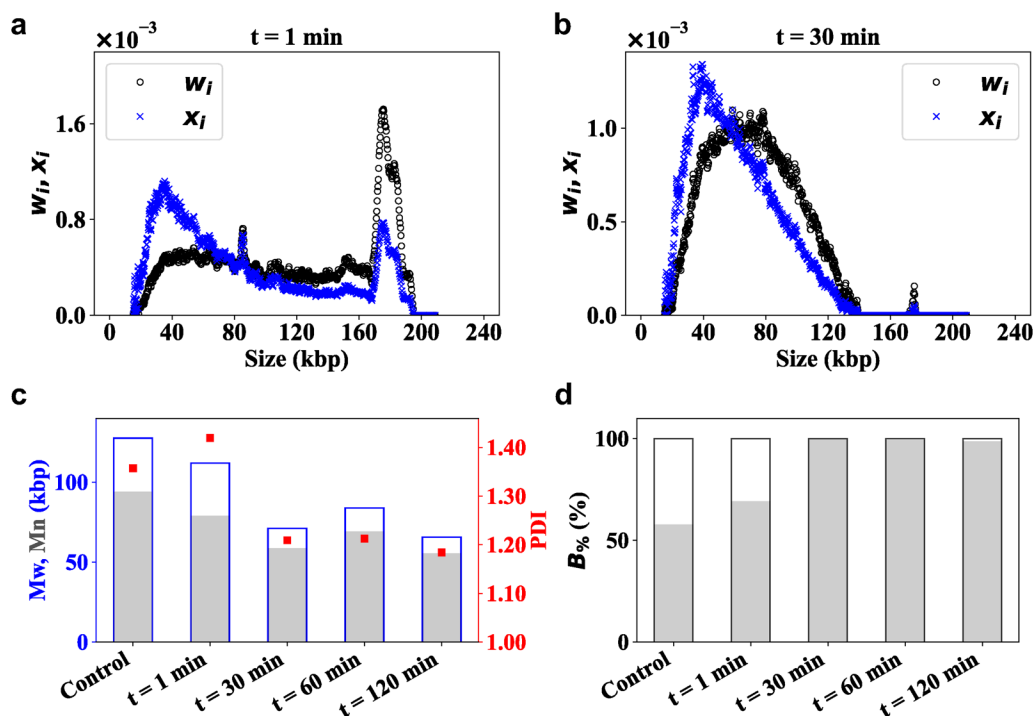 a
×10⁻³
t = 1 min
wᵢ
xᵢ
wᵢ, xᵢ
1.6
0.8
0.0
0 40 80 120 160 200 240
Size (kbp)
b
×10⁻³
t = 30 min
wᵢ
xᵢ
wᵢ, xᵢ
1.0
0.5
0.0
0 40 80 120 160 200 240
Size (kbp)
c
Mw, Mn (kbp)
100
50
0
1.40
1.30
1.20
1.10
1.00
PDI
Control
t = 1 min
t = 30 min
t = 60 min
t = 120 min
d
B% (%)
100
50
0
Control
t = 1 min
t = 30 min
t = 60 min
t = 120 min